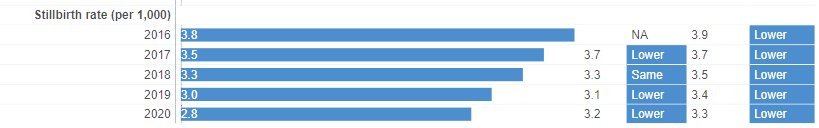 Stillbirth rate (per 1,000)
2016 3.8 NA 3.9 Lower
2017 3.5 3.7 Lower 3.7 Lower
2018 3.3 3.3 Same 3.5 Lower
2019 3.0 3.1 Lower 3.4 Lower
2020 2.8 3.2 Lower 3.3 Lower